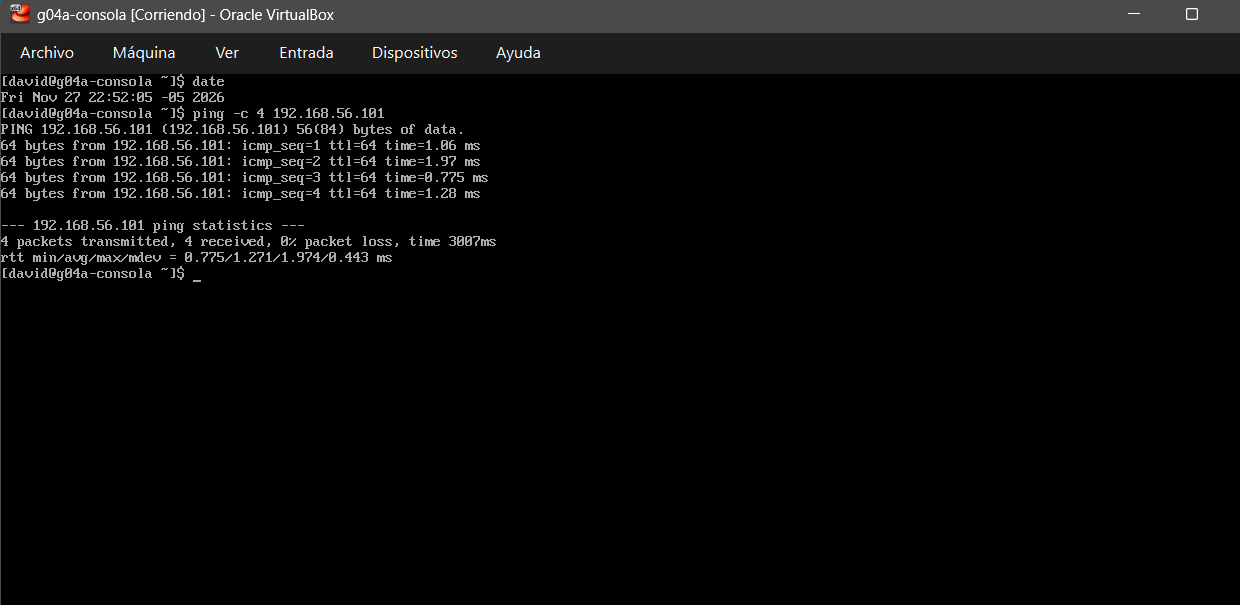 g04a-consola [Corriendo] - Oracle VirtualBox
Archivo Máquina Ver Entrada Dispositivos Ayuda
[david@g04a-consola ~]$ date
Fri Nov 27 22:52:05 -05 2026
[david@g04a-consola ~]$ ping -c 4 192.168.56.101
PING 192.168.56.101 (192.168.56.101) 56(84) bytes of data.
64 bytes from 192.168.56.101: icmp_seq=1 ttl=64 time=1.06 ms
64 bytes from 192.168.56.101: icmp_seq=2 ttl=64 time=1.97 ms
64 bytes from 192.168.56.101: icmp_seq=3 ttl=64 time=0.775 ms
64 bytes from 192.168.56.101: icmp_seq=4 ttl=64 time=1.28 ms
--- 192.168.56.101 ping statistics ---
4 packets transmitted, 4 received, 0% packet loss, time 3007ms
rtt min/avg/max/mdev = 0.775/1.271/1.974/0.443 ms
[david@g04a-consola ~]$ _